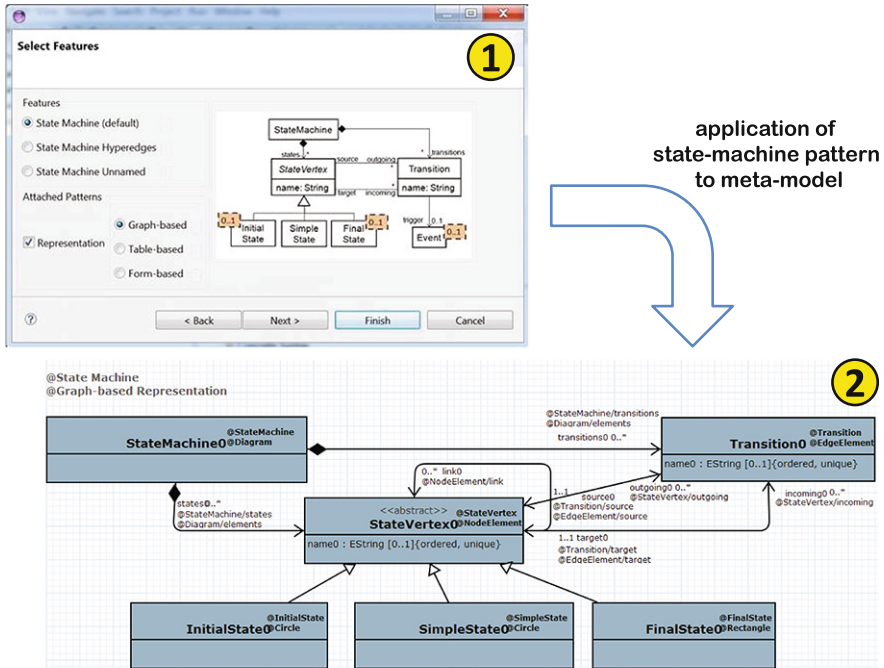 View Navigate Search Project Run Window Help
Select Features
1
Features
State Machine (default)
State Machine Hyperedges
State Machine Unnamed
Attached Patterns
Representation
Graph-based
Table-based
Form-based
StateMachine
states * source outgoing * transitions
StateVertex
Transition
name: String
name: String
target incoming *
0..1
Initial State
Simple State
Final State
0..1
trigger 0..1
Event
0..1
?
< Back
Next >
Finish
Cancel
application of
state-machine pattern
to meta-model
2
@State Machine
@Graph-based Representation
@StateMachine
StateMachine0 @Diagram
@StateMachine/transitions
@Diagram/elements
transitions0 0..*
@Transition
Transition0 @EdgeElement
name0 : EString [0..1]{ordered, unique}
0..* link0
@NodeElement/link
states0..*
@StateMachine/states
@Diagram/elements
<<abstract>> @StateVertex
StateVertex0 @NodeElement
name0 : EString [0..1]{ordered, unique}
1..1
source0
@Transition/source
@EdgeElement/source
outgoing0 0..*
@StateVertex/outgoing
incoming0 0..*
@StateVertex/incoming
1..1 target0
@Transition/target
@EdgeElement/target
@InitialState
InitialState0 @Circle
@SimpleState
SimpleState0 @Circle
@FinalState
FinalState0 @Rectangle